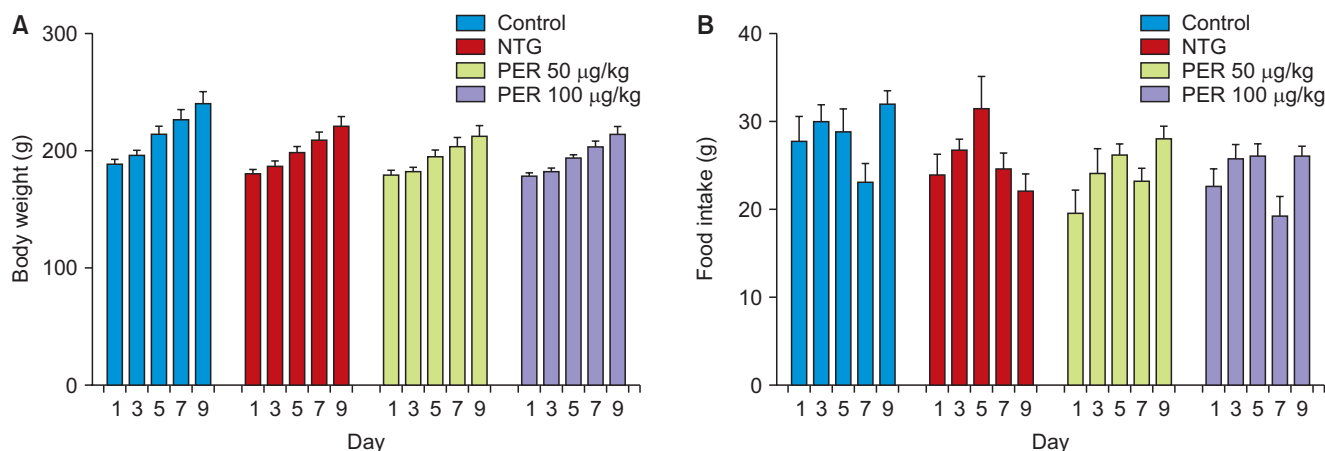 A
300
200
100
0
Body weight (g)
Control
NTG
PER 50 μg/kg
PER 100 μg/kg
1 3 5 7 9 1 3 5 7 9 1 3 5 7 9 1 3 5 7 9
Day
B
40
30
20
10
0
Food intake (g)
Control
NTG
PER 50 μg/kg
PER 100 μg/kg
1 3 5 7 9 1 3 5 7 9 1 3 5 7 9 1 3 5 7 9
Day